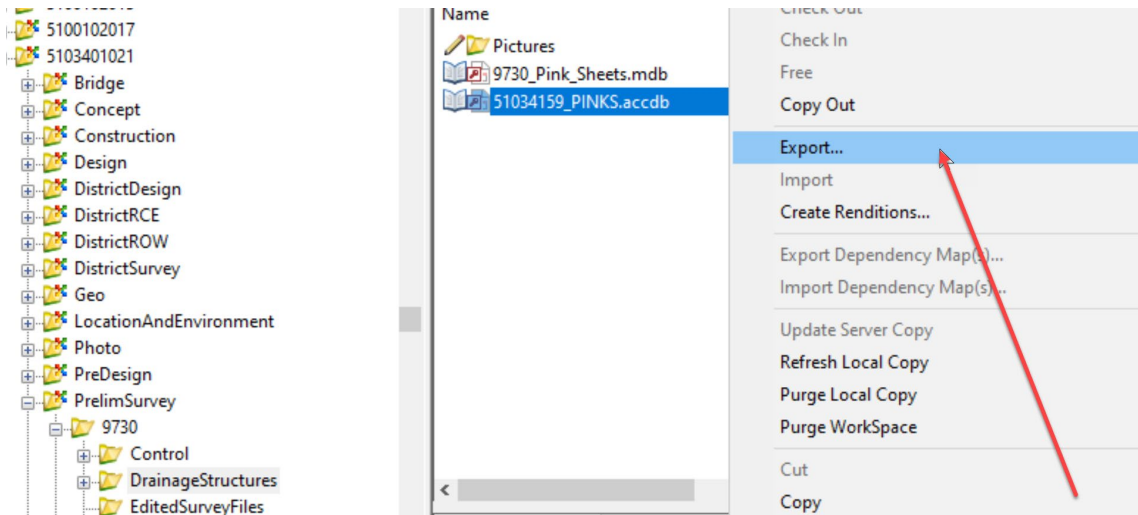 5100102017
5103401021
Bridge
Concept
Construction
Design
DistrictDesign
DistrictRCE
DistrictROW
DistrictSurvey
Geo
LocationAndEnvironment
Photo
PreDesign
PrelimSurvey
9730
Control
DrainageStructures
EditedSurveyFiles
Name
Pictures
9730_Pink_Sheets.mdb
51034159_PINKS.accdb
Check Out
Check In
Free
Copy Out
Export...
Import
Create Renditions...
Export Dependency Map(s)...
Import Dependency Map(s)...
Update Server Copy
Refresh Local Copy
Purge Local Copy
Purge WorkSpace
Cut
Copy